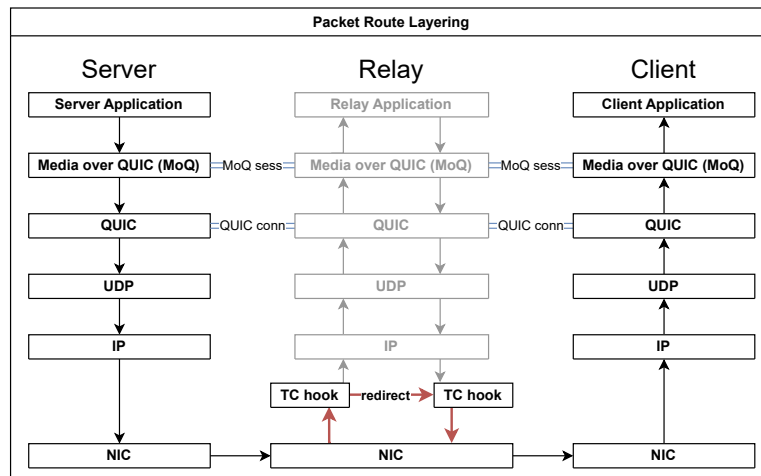 Packet Route Layering
Server Relay Client
Server Application Relay Application Client Application
Media over QUIC (MoQ) MoQ sess Media over QUIC (MoQ) MoQ sess Media over QUIC (MoQ)
QUIC QUIC conn QUIC QUIC conn QUIC
UDP UDP UDP
IP IP IP
TC hook redirect TC hook
NIC NIC NIC